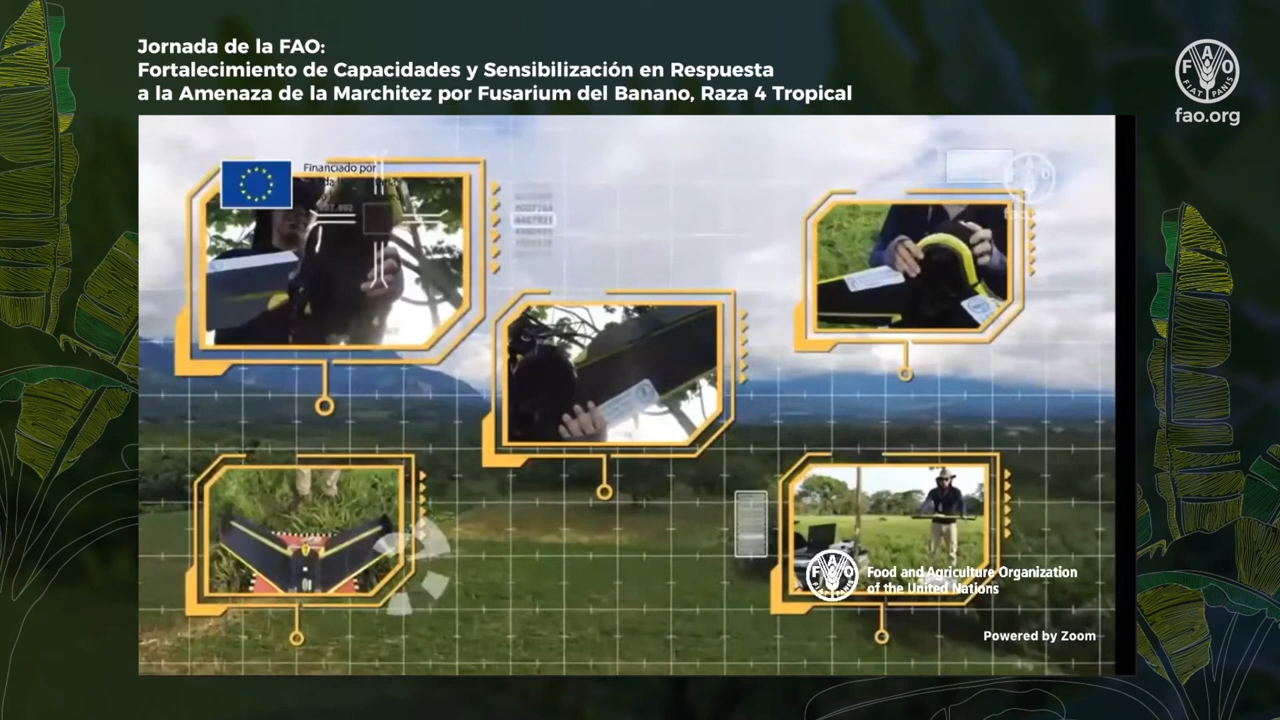 Jornada de la FAO:
Fortalecimiento de Capacidades y Sensibilización en Respuesta
a la Amenaza de la Marchitez por Fusarium del Banano, Raza 4 Tropical
F A O
FIAT PANIS
fao.org
Financiado por
F A O
FIAT PANIS
Food and Agriculture Organization
of the United Nations
Powered by Zoom